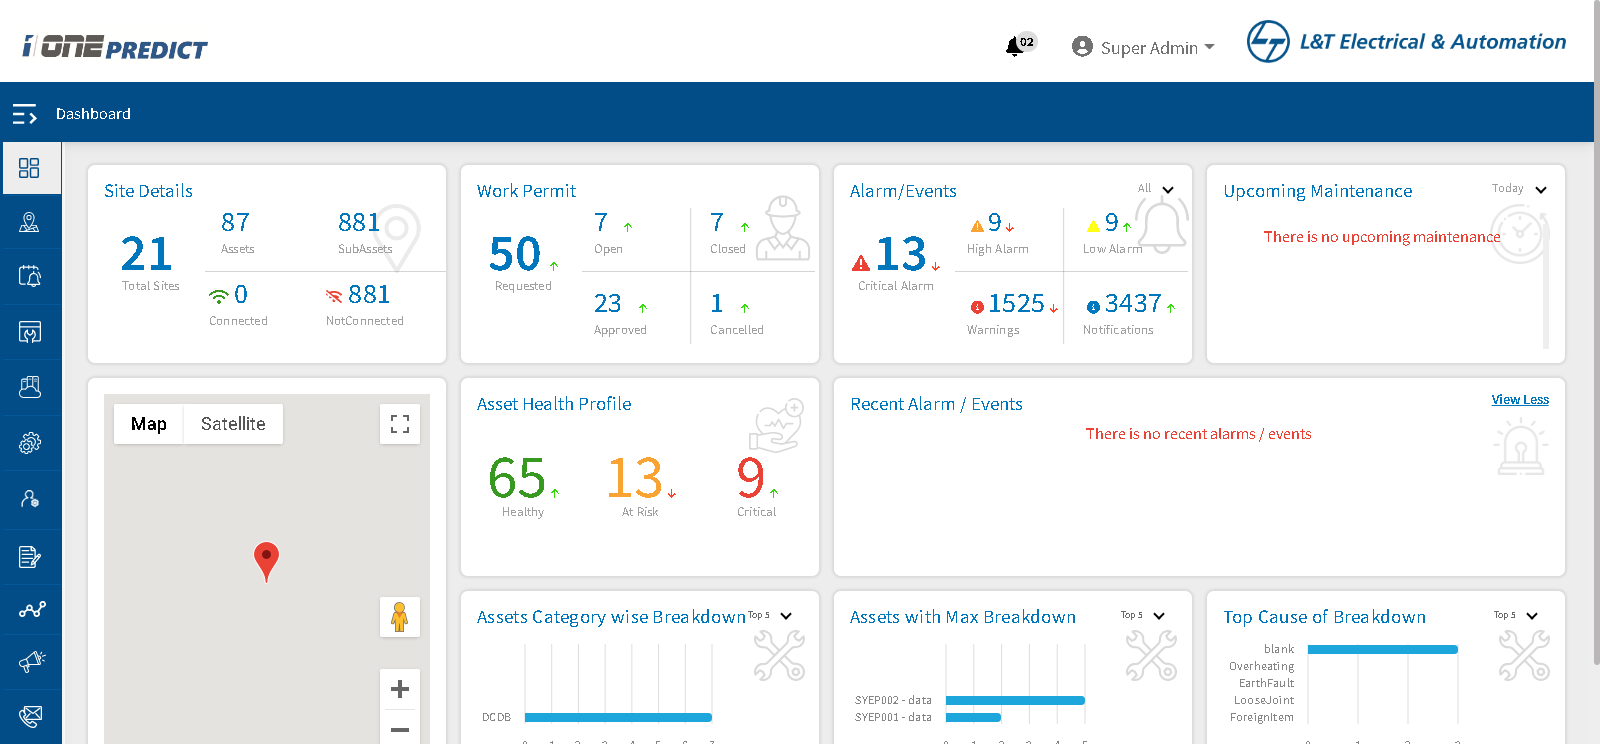 i ONE PREDICT
02
Super Admin
L&T Electrical & Automation
Dashboard
Site Details
21
Total Sites
87
Assets
881
SubAssets
0
Connected
881
NotConnected
Work Permit
50
Requested
7
Open
7
Closed
23
Approved
1
Cancelled
Alarm/Events
All
13
Critical Alarm
9
High Alarm
9
Low Alarm
1525
Warnings
3437
Notifications
Upcoming Maintenance
Today
There is no upcoming maintenance
Map
Satellite
Asset Health Profile
65
Healthy
13
At Risk
9
Critical
Recent Alarm / Events
View Less
There is no recent alarms / events
Assets Category wise Breakdown
Top 5
DCDB
Assets with Max Breakdown
Top 5
SYEP002 - data
SYEP001 - data
Top Cause of Breakdown
Top 5
blank
Overheating
EarthFault
LooseJoint
ForeignItem